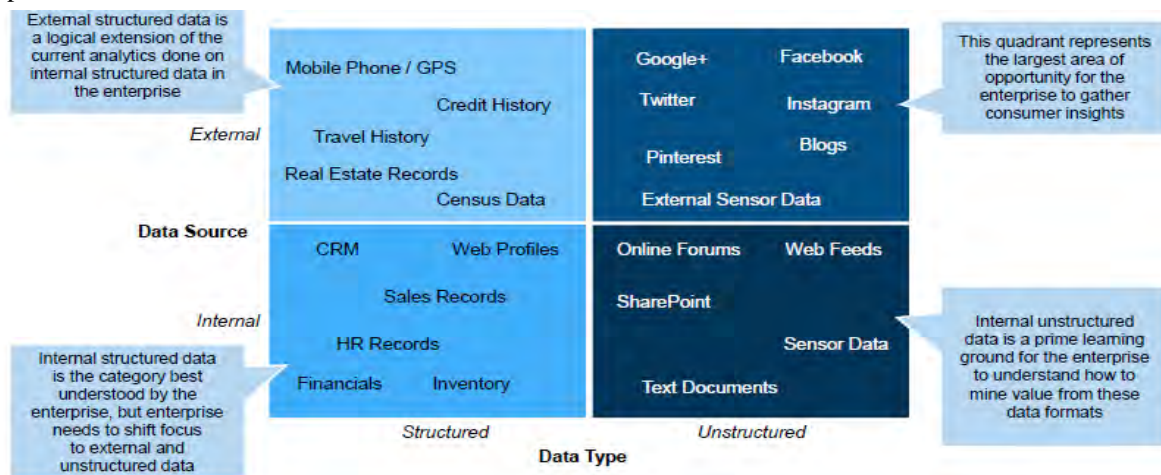 External structured data is
a logical extension of the
current analytics done on
internal structured data in
the enterprise
Mobile Phone / GPS
Credit History
Travel History
Real Estate Records
Census Data
Google+
Facebook
Twitter
Instagram
Blogs
Pinterest
External Sensor Data
This quadrant represents
the largest area of
opportunity for the
enterprise to gather
consumer insights
External
Data Source
Internal
CRM
Web Profiles
Sales Records
HR Records
Financials
Inventory
Online Forums
Web Feeds
SharePoint
Sensor Data
Text Documents
Internal structured data
is the category best
understood by the
enterprise, but enterprise
needs to shift focus
to external and
unstructured data
Internal unstructured
data is a prime learning
ground for the enterprise
to understand how to
mine value from these
data formats
Structured
Unstructured
Data Type